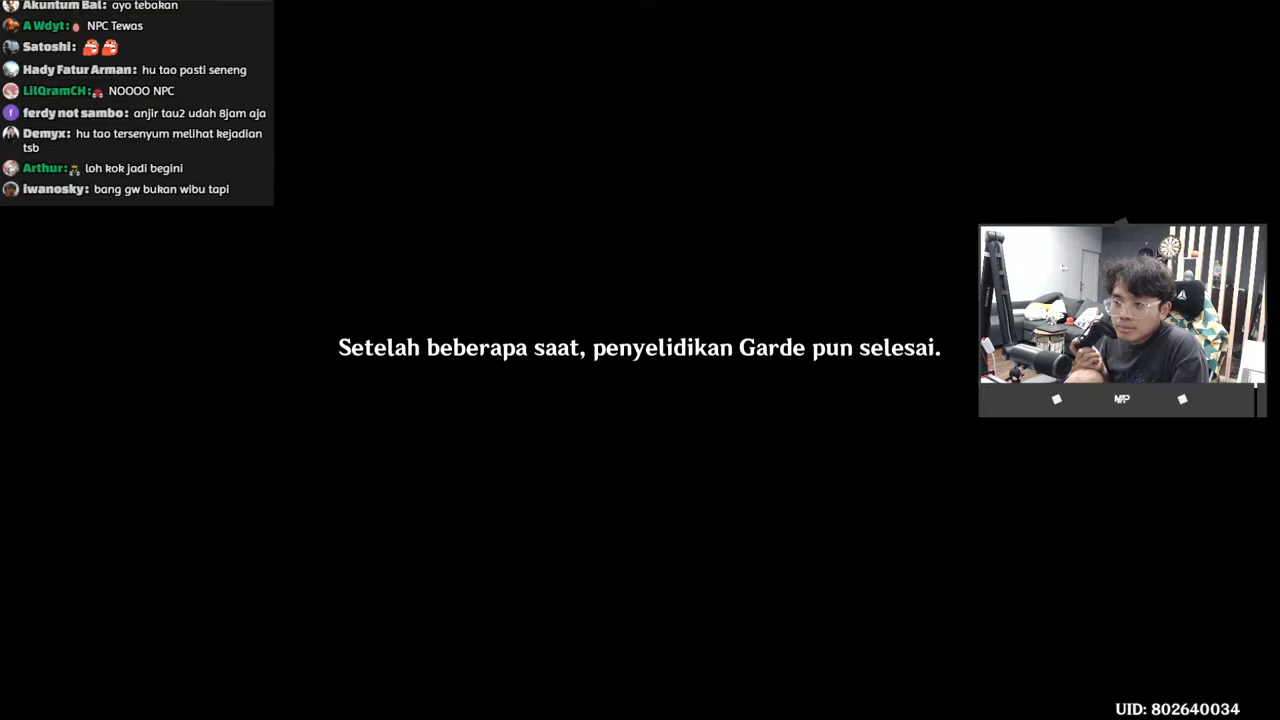 Akuntum Bal: ayo tebakan
A Wdyt: NPC Tewas
Satoshi:
Hady Fatur Arman: hu tao pasti seneng
LilQramCH: NOOOO NPC
ferdy not sambo: anjir tau2 udah 8jam aja
Demyx: hu tao tersenyum melihat kejadian
tsb
Arthur: loh kok jadi begini
iwanosky: bang gw bukan wibu tapi
Setelah beberapa saat, penyelidikan Garde pun selesai.
UID: 802640034